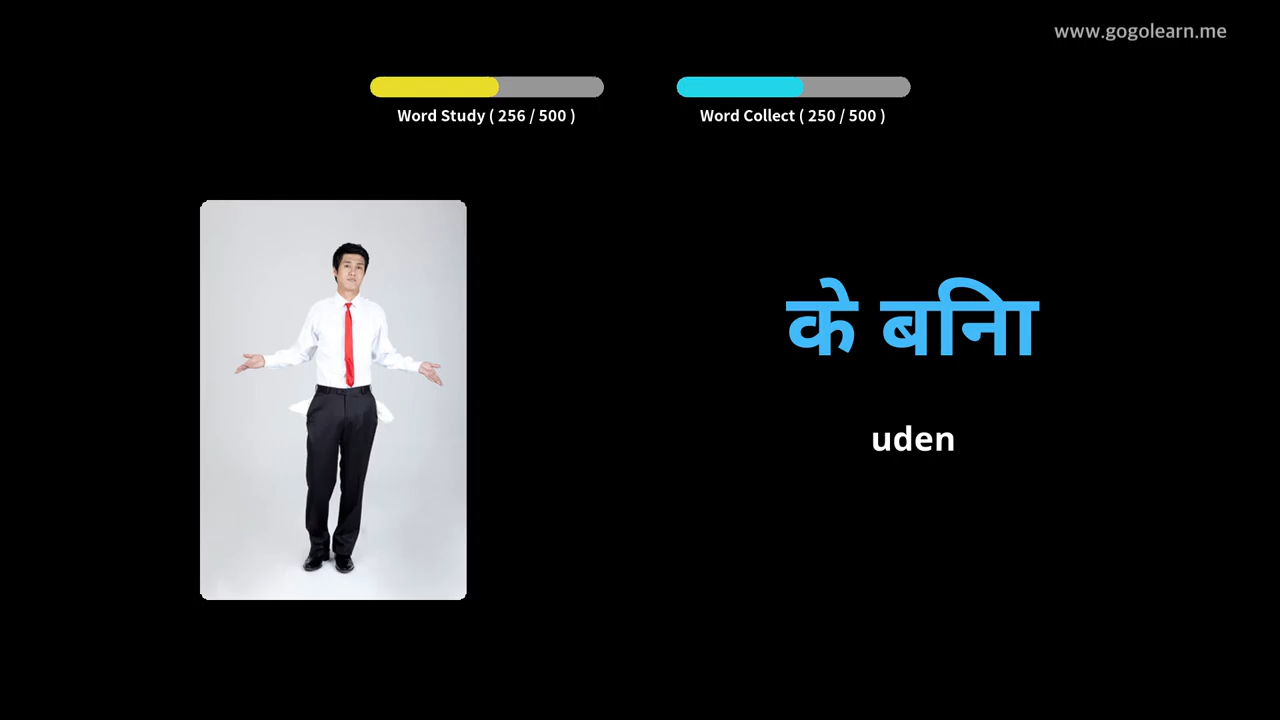 www.gogolearn.me
Word Study ( 256 / 500 )
Word Collect ( 250 / 500 )
के बिना
uden